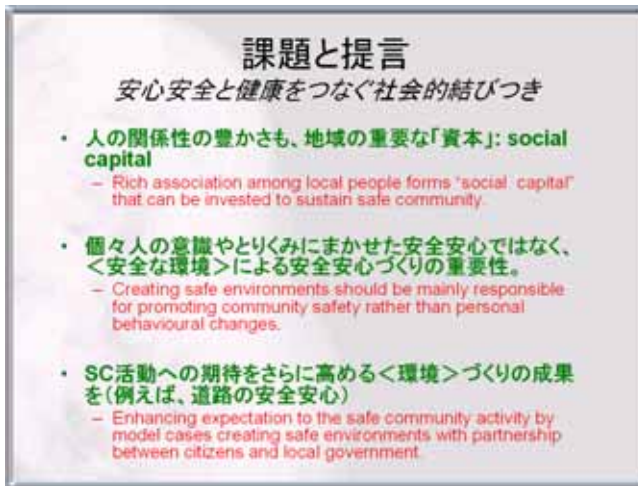 課題と提言
安心安全と健康をつなぐ社会的結びつき
・ 人の関係性の豊かさも、地域の重要な「資本」: social
capital
– Rich association among local people forms “social capital”
that can be invested to sustain safe community.
・ 個々人の意識やとりくみにまかせた安全安心ではなく、
＜安全な環境＞による安全安心づくりの重要性。
– Creating safe environments should be mainly responsible
for promoting community safety rather than personal
behavioural changes.
・ SC活動への期待をさらに高める＜環境＞づくりの成果
を(例えば、道路の安全安心)
– Enhancing expectation to the safe community activity by
model cases creating safe environments with partnership
between citizens and local government.